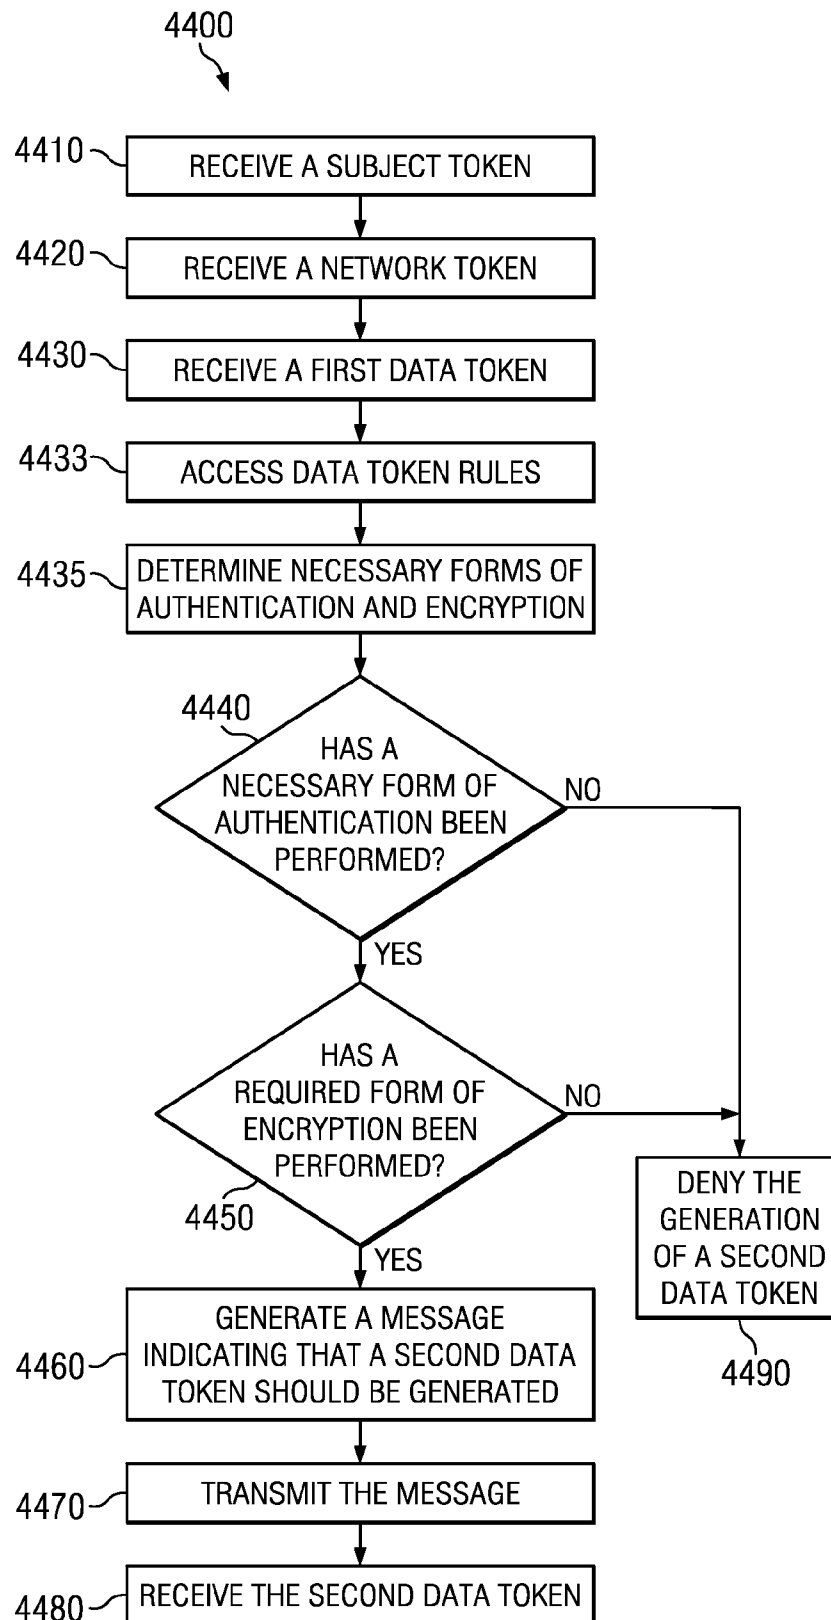 4400
4410
RECEIVE A SUBJECT TOKEN
4420
RECEIVE A NETWORK TOKEN
4430
RECEIVE A FIRST DATA TOKEN
4433
ACCESS DATA TOKEN RULES
4435
DETERMINE NECESSARY FORMS OF
AUTHENTICATION AND ENCRYPTION
4440
HAS A
NECESSARY FORM OF
AUTHENTICATION BEEN
PERFORMED?
NO
YES
HAS A
REQUIRED FORM OF
ENCRYPTION BEEN
PERFORMED?
NO
4450
YES
DENY THE
GENERATION
OF A SECOND
DATA TOKEN
4490
4460
GENERATE A MESSAGE
INDICATING THAT A SECOND DATA
TOKEN SHOULD BE GENERATED
4470
TRANSMIT THE MESSAGE
4480
RECEIVE THE SECOND DATA TOKEN